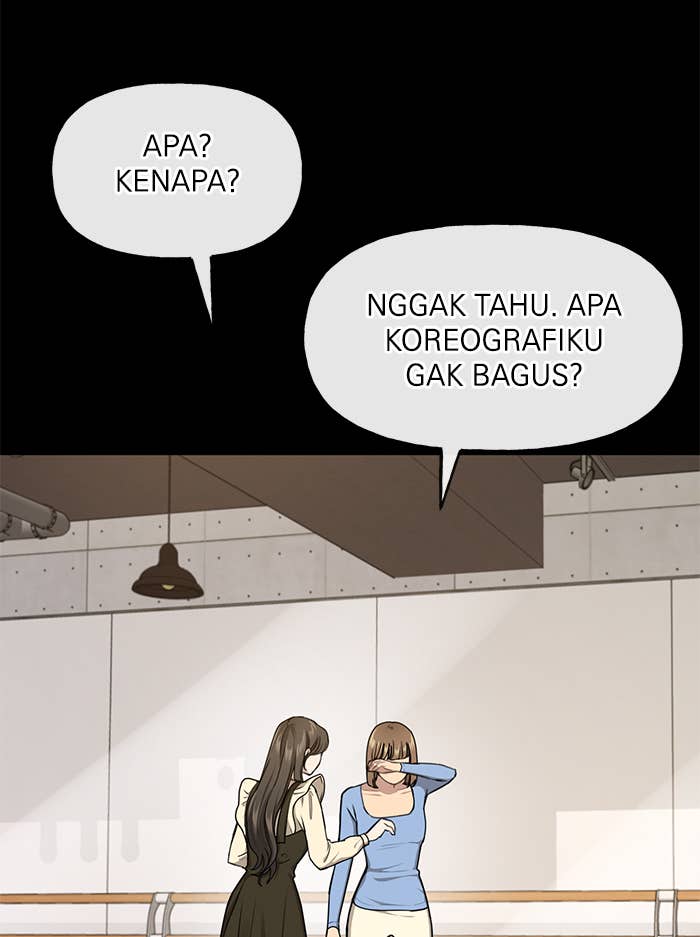 APA?
KENAPA?
NGGAK TAHU. APA
KOREOGRAFIKU
GAK BAGUS?